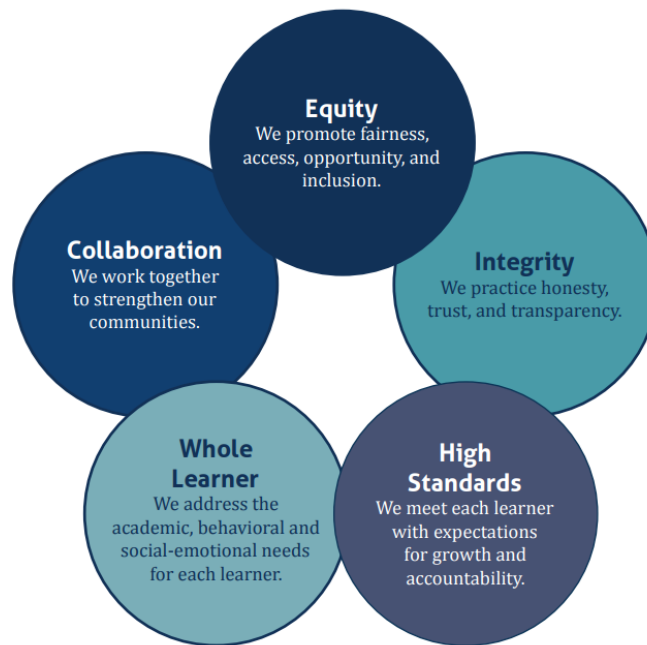 Equity
We promote fairness,
access, opportunity, and
inclusion.
Collaboration
We work together
to strengthen our
communities.
Integrity
We practice honesty,
trust, and transparency.
Whole
Learner
We address the
academic, behavioral and
social-emotional needs
for each learner.
High
Standards
We meet each learner
with expectations
for growth and
accountability.